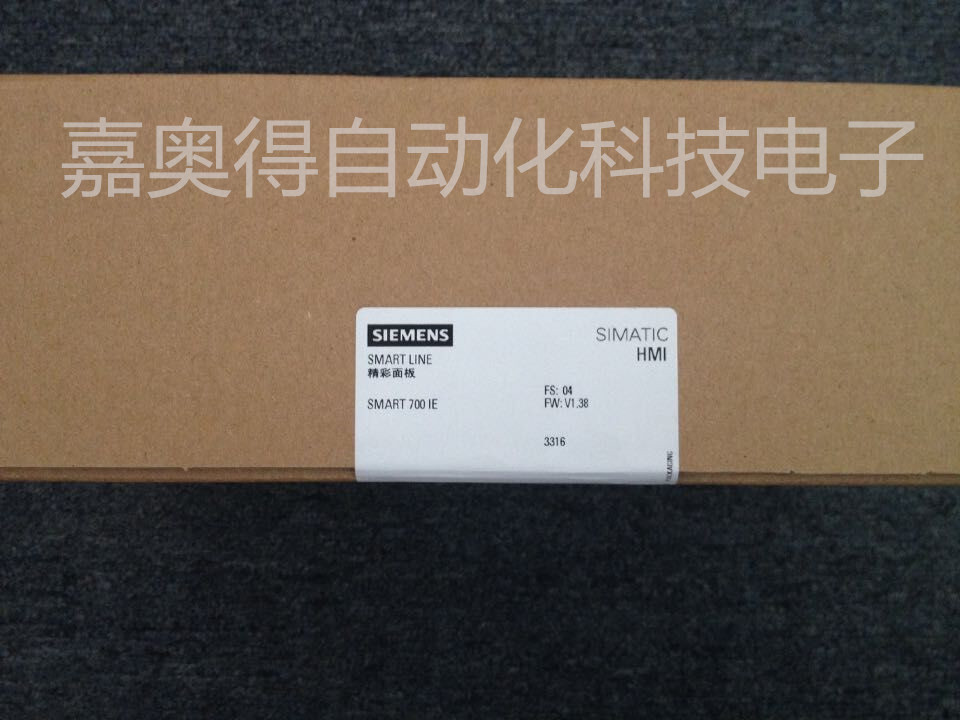 嘉奥得自动化科技电子
SIEMENS
SIMATIC
HMI
SMART LINE
精彩面板
FS: 04
SMART 700 IE
FW: V1.38
3316
PACKAGING